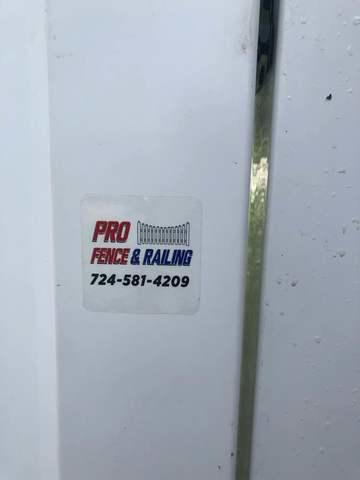 PRO
FENCE & RAILING
724-581-4209